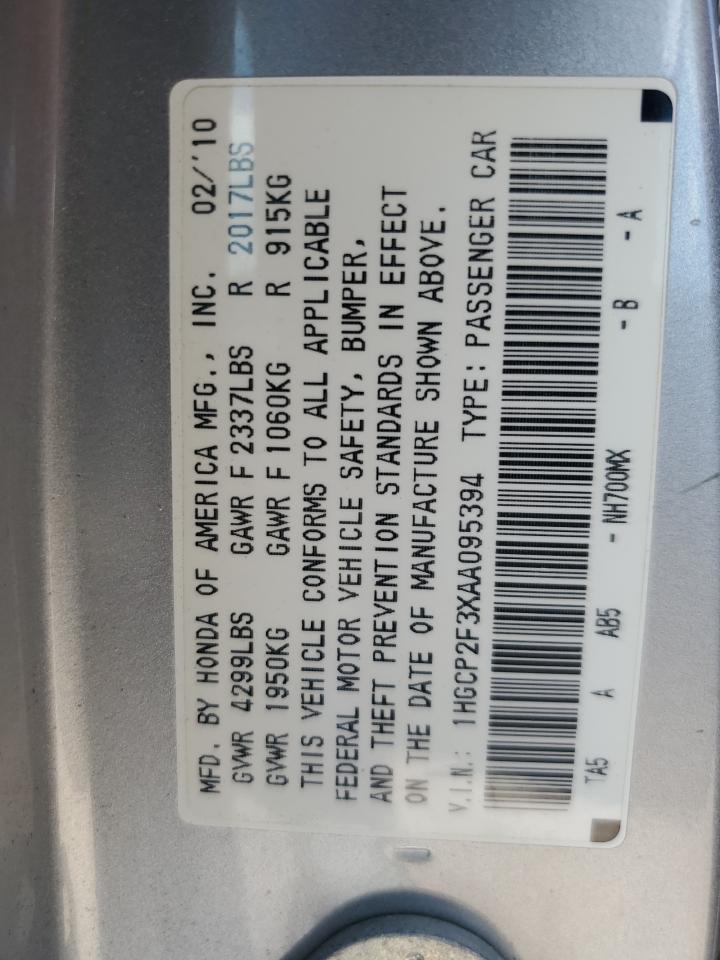 MFD. BY HONDA OF AMERICA MFG., INC. 02/'10
GVWR 4299LBS GAWR F 2337LBS R 2017LBS
GVWR 1950KG GAWR F 1060KG R 915KG
THIS VEHICLE CONFORMS TO ALL APPLICABLE
FEDERAL MOTOR VEHICLE SAFETY, BUMPER,
AND THEFT PREVENTION STANDARDS IN EFFECT
ON THE DATE OF MANUFACTURE SHOWN ABOVE.
V.I.N.: 1HGCP2F3XAA095394 TYPE: PASSENGER CAR
TA5 A AB5 - NH700MX - B - A